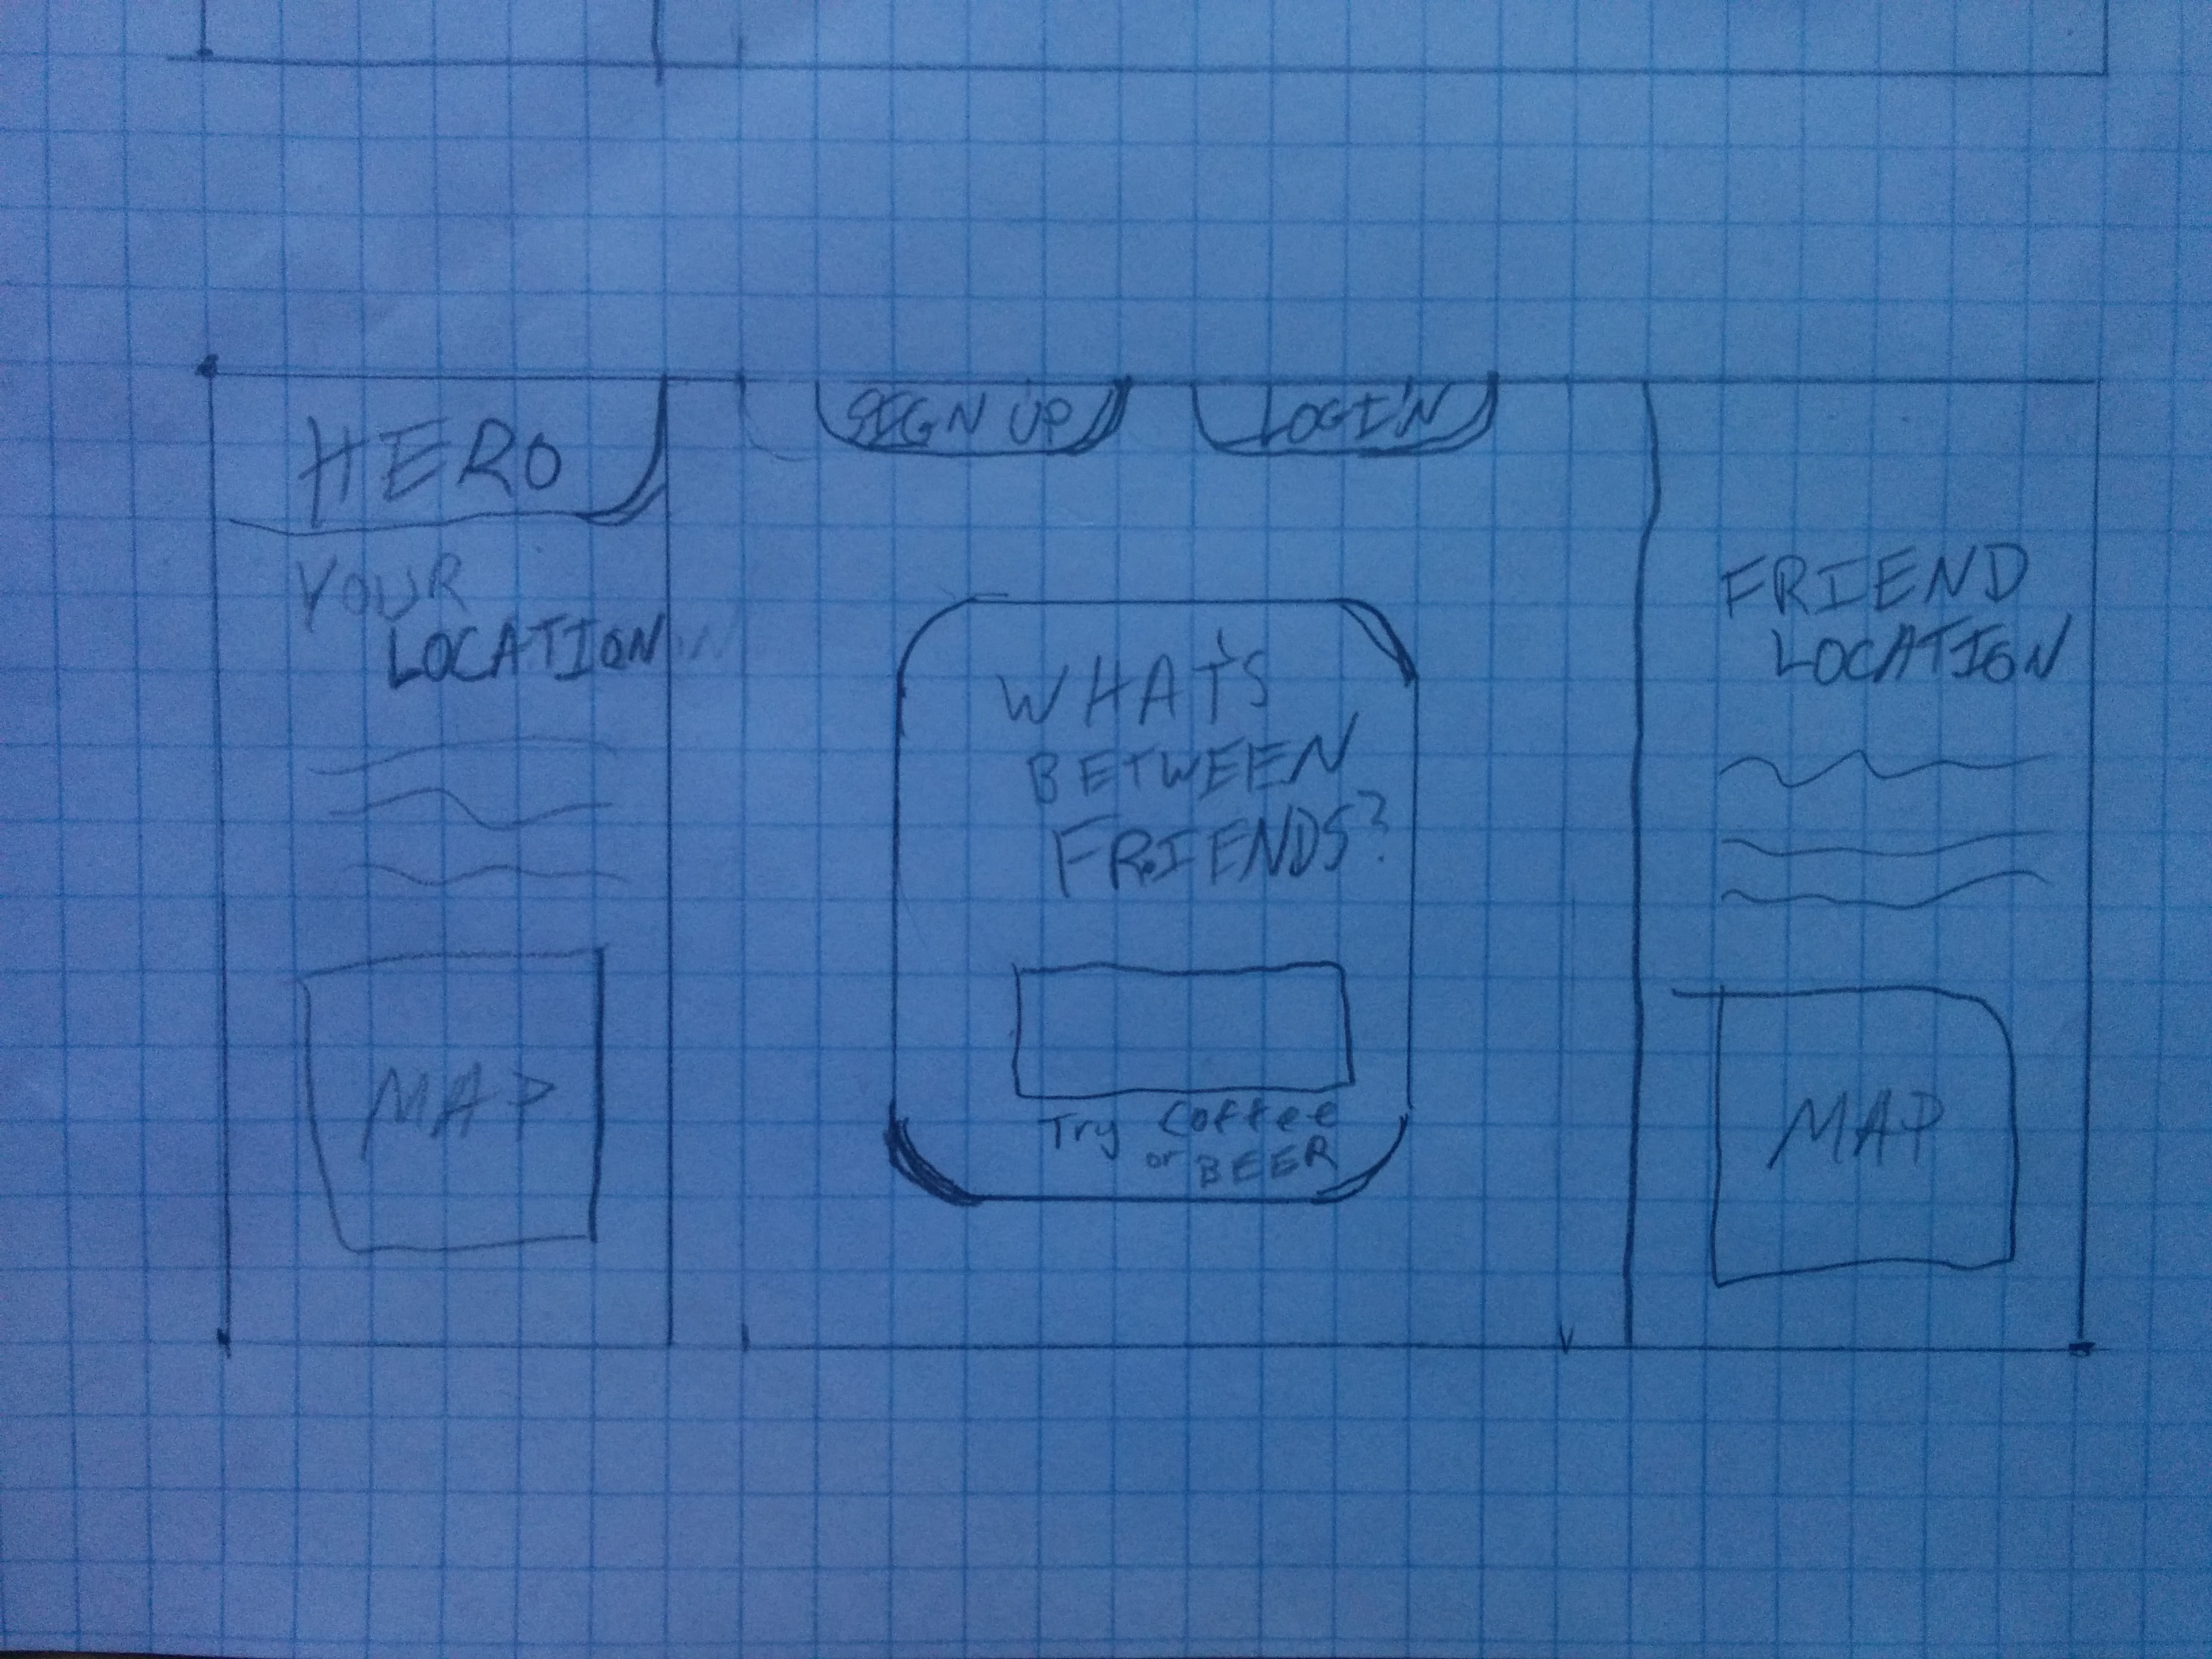 HERO
SIGN UP
LOGIN
YOUR
LOCATION
WHAT'S
BETWEEN
FRIENDS?
Try Coffee
or BEER
MAP
FRIEND
LOCATION
MAP